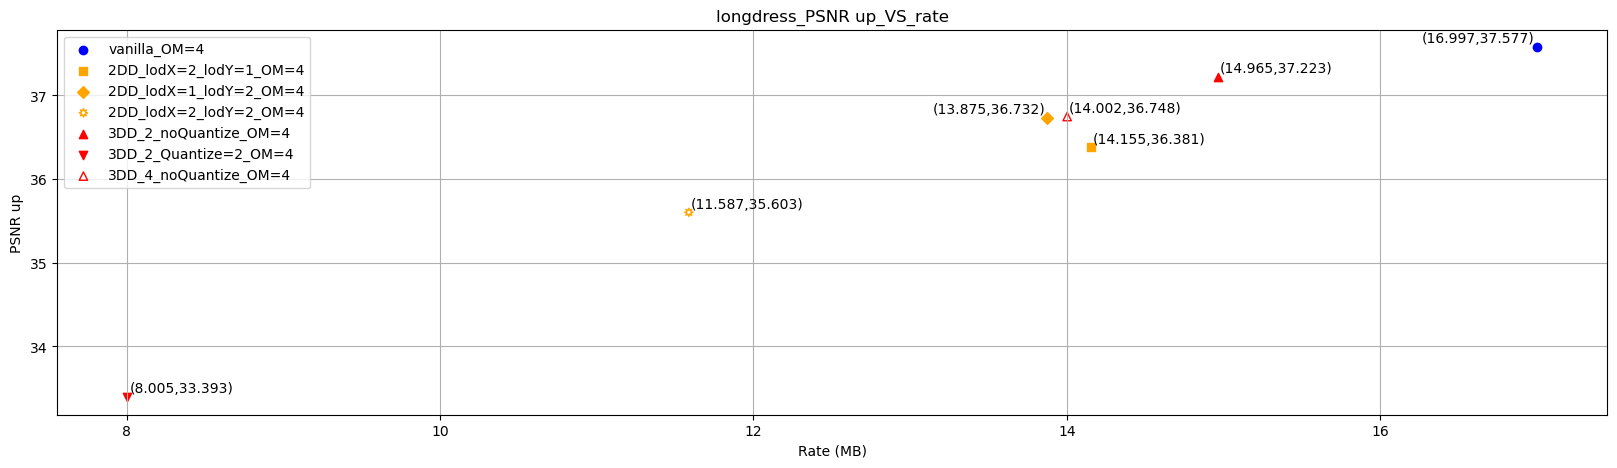 longdress_PSNR up_VS_rate
vanilla_OM=4
2DD_lodX=2_lodY=1_OM=4
2DD_lodX=1_lodY=2_OM=4
2DD_lodX=2_lodY=2_OM=4
3DD_2_noQuantize_OM=4
3DD_2_Quantize=2_OM=4
3DD_4_noQuantize_OM=4
(16.997,37.577)
(14.965,37.223)
(13.875,36.732)
(14.002,36.748)
(14.155,36.381)
(11.587,35.603)
(8.005,33.393)
PSNR up
37
36
35
34
8
10
12
14
16
Rate (MB)